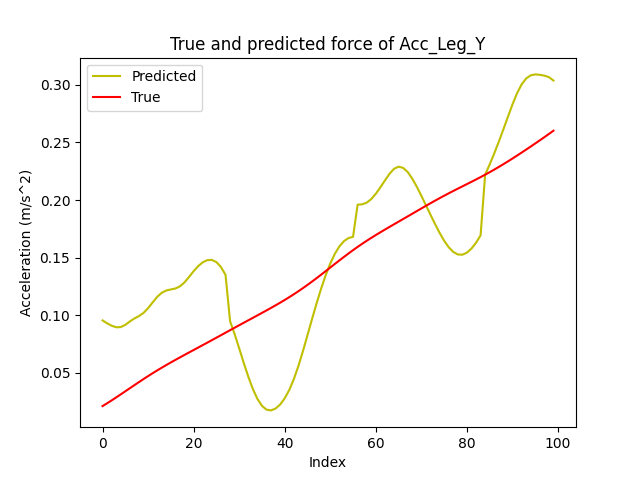 True and predicted force of Acc_Leg_Y
Predicted
True
0.30
0.25
0.20
0.15
0.10
0.05
Acceleration (m/s^2)
0 20 40 60 80 100
Index